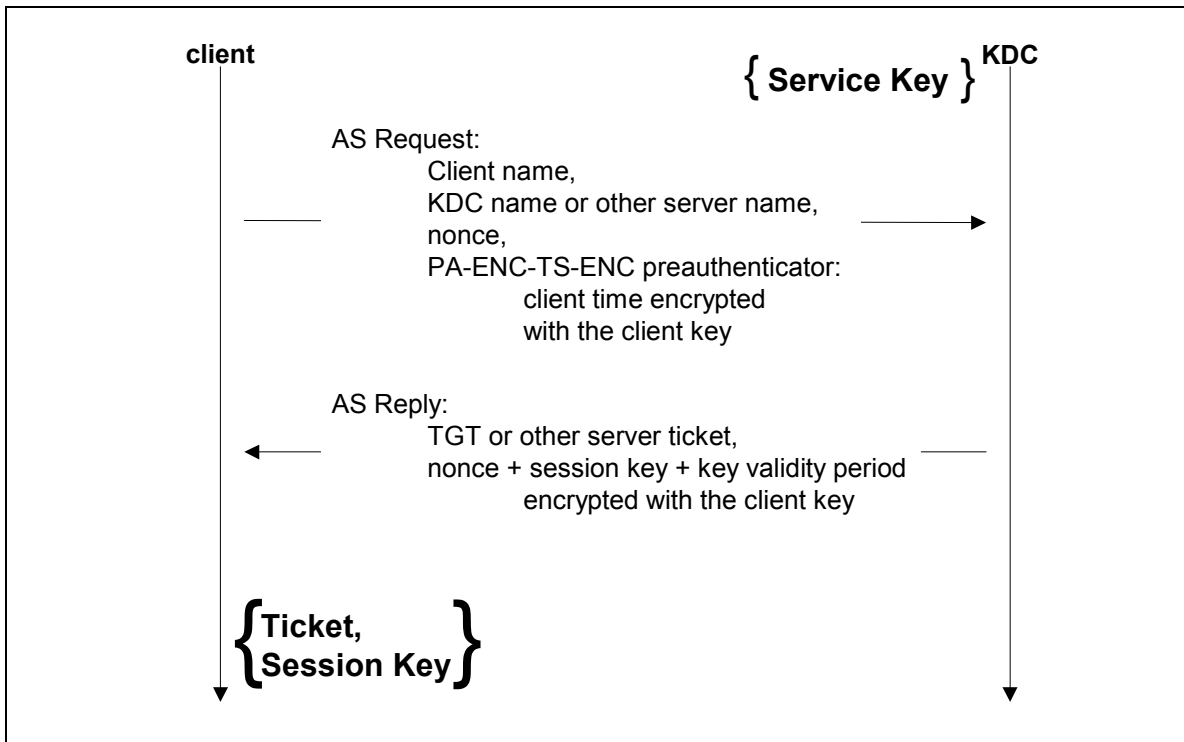 client
KDC
{ Service Key }
AS Request:
Client name,
KDC name or other server name,
nonce,
PA-ENC-TS-ENC preauthenticator:
client time encrypted
with the client key
AS Reply:
TGT or other server ticket,
nonce + session key + key validity period
encrypted with the client key
{Ticket,
Session Key}